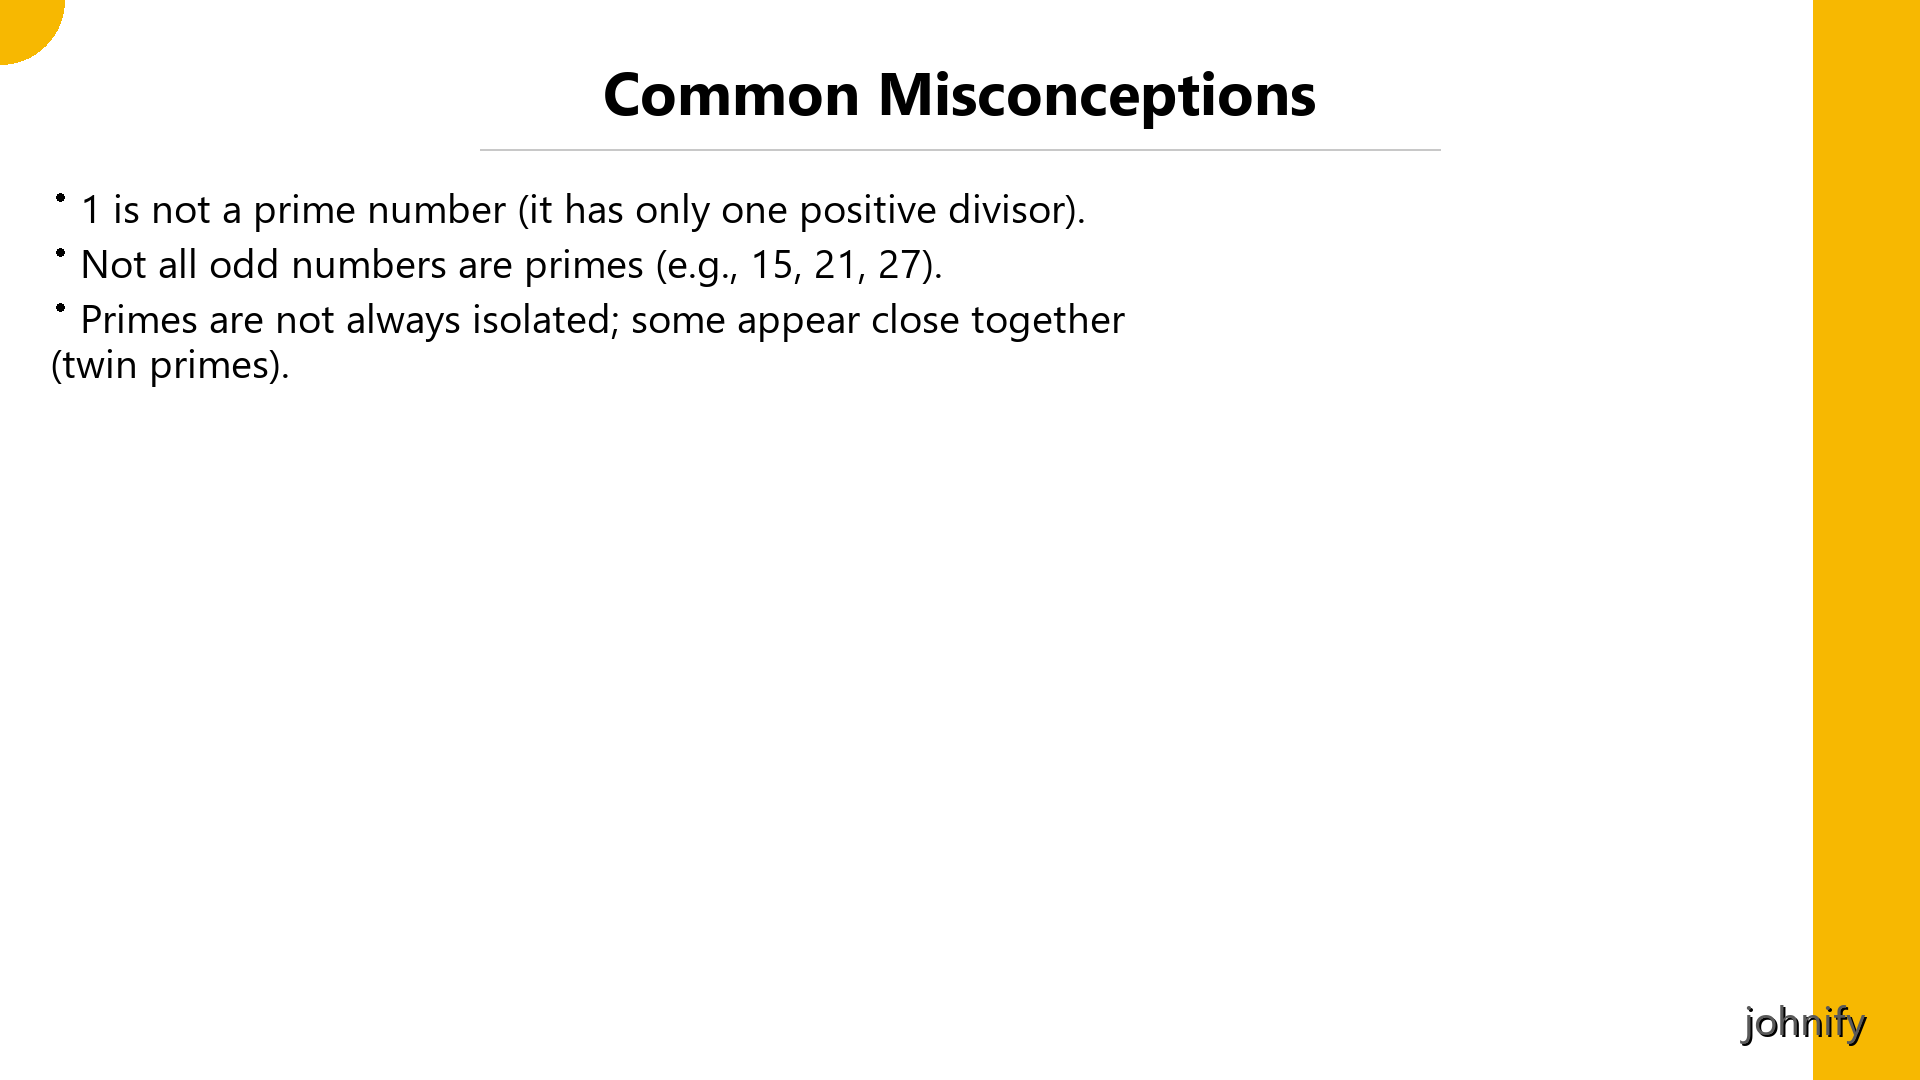 Common Misconceptions
• 1 is not a prime number (it has only one positive divisor).
• Not all odd numbers are primes (e.g., 15, 21, 27).
• Primes are not always isolated; some appear close together
(twin primes).
johnify